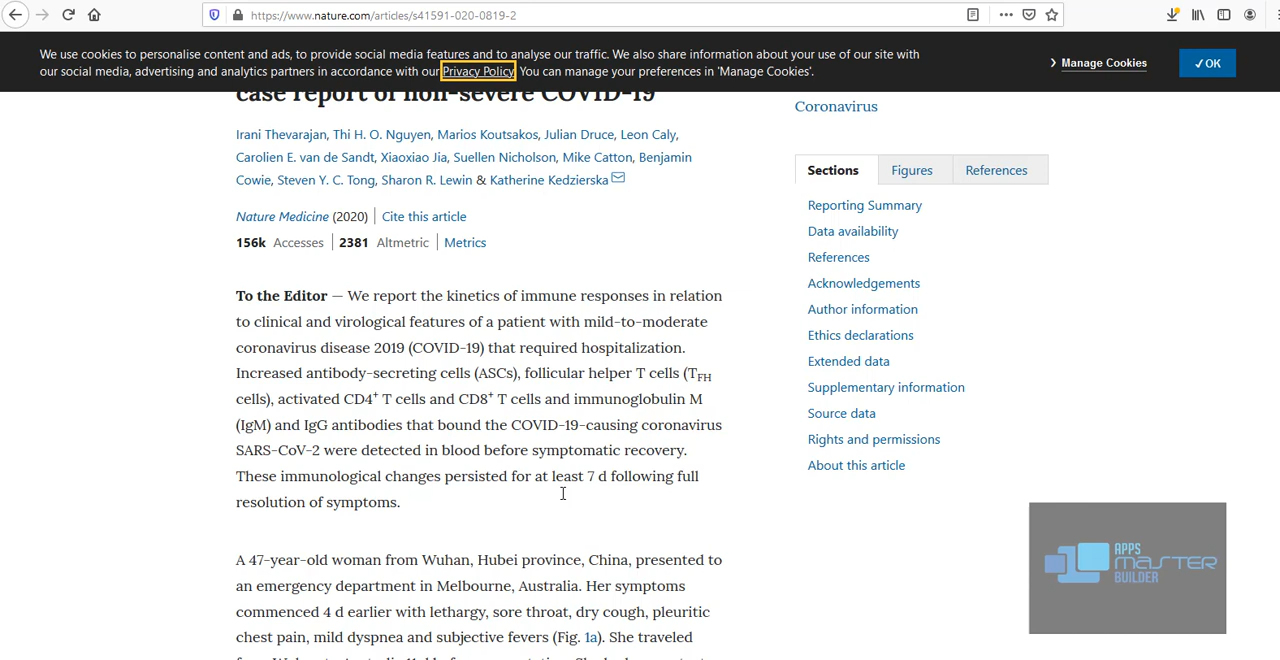 https://www.nature.com/articles/s41591-020-0819-2
We use cookies to personalise content and ads, to provide social media features and to analyse our traffic. We also share information about your use of our site with
our social media, advertising and analytics partners in accordance with our Privacy Policy. You can manage your preferences in 'Manage Cookies'.
Manage Cookies
✓OK
case report of non-severe COVID-19
Irani Thevarajan, Thi H. O. Nguyen, Marios Koutsakos, Julian Druce, Leon Caly,
Carolien E. van de Sandt, Xiaoxiao Jia, Suellen Nicholson, Mike Catton, Benjamin
Cowie, Steven Y. C. Tong, Sharon R. Lewin & Katherine Kedzierska
Nature Medicine (2020) | Cite this article
156k Accesses | 2381 Altmetric | Metrics
To the Editor — We report the kinetics of immune responses in relation
to clinical and virological features of a patient with mild-to-moderate
coronavirus disease 2019 (COVID-19) that required hospitalization.
Increased antibody-secreting cells (ASCs), follicular helper T cells (TFH
cells), activated CD4+ T cells and CD8+ T cells and immunoglobulin M
(IgM) and IgG antibodies that bound the COVID-19-causing coronavirus
SARS-CoV-2 were detected in blood before symptomatic recovery.
These immunological changes persisted for at least 7 d following full
resolution of symptoms.
A 47-year-old woman from Wuhan, Hubei province, China, presented to
an emergency department in Melbourne, Australia. Her symptoms
commenced 4 d earlier with lethargy, sore throat, dry cough, pleuritic
chest pain, mild dyspnea and subjective fevers (Fig. 1a). She traveled
Coronavirus
Sections
Figures
References
Reporting Summary
Data availability
References
Acknowledgements
Author information
Ethics declarations
Extended data
Supplementary information
Source data
Rights and permissions
About this article
APPS
MASTER
BUILDER